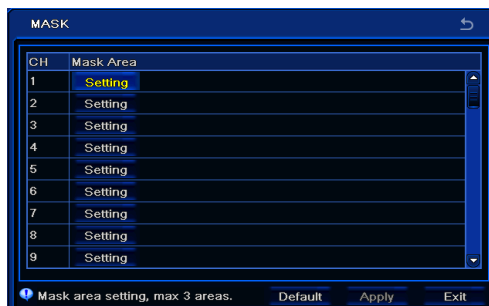 MASK
CH Mask Area
1 Setting
2 Setting
3 Setting
4 Setting
5 Setting
6 Setting
7 Setting
8 Setting
9 Setting
Mask area setting, max 3 areas. Default Apply Exit